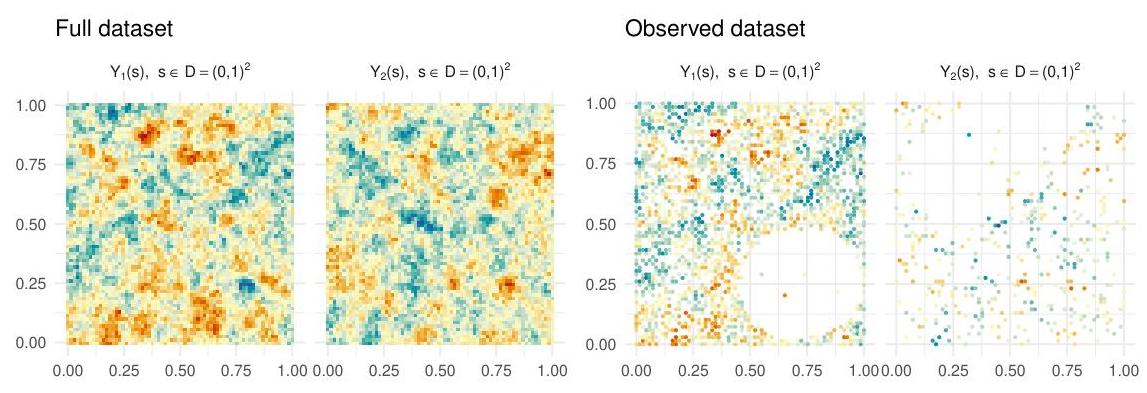 Full dataset Observed dataset
Y₁(s), s ∈ D = (0,1)² Y₂(s), s ∈ D = (0,1)² Y₁(s), s ∈ D = (0,1)² Y₂(s), s ∈ D = (0,1)²
1.00 1.00
0.75 0.75
0.50 0.50
0.25 0.25
0.00 0.00
0.00 0.25 0.50 0.75 1.00 0.00 0.25 0.50 0.75 1.00 0.00 0.25 0.50 0.75 1.00 0.00 0.25 0.50 0.75 1.00